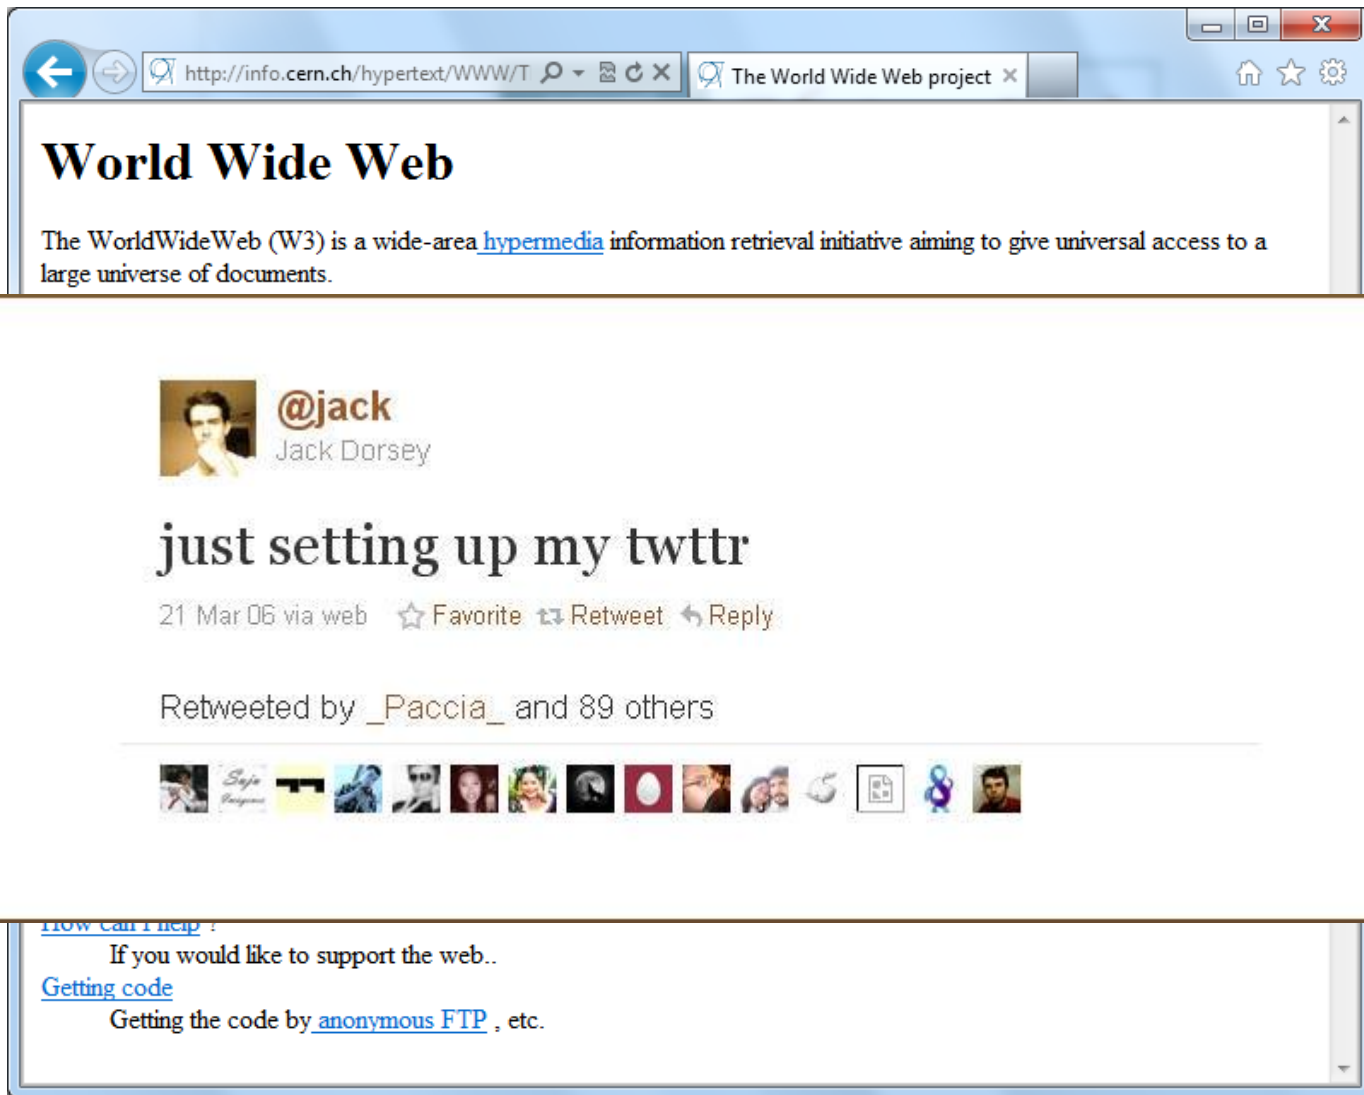 http://info.cern.ch/hypertext/WWW/T
The World Wide Web project
World Wide Web
The WorldWideWeb (W3) is a wide-area hypermedia information retrieval initiative aiming to give universal access to a
large universe of documents.
@jack
Jack Dorsey
just setting up my twttr
21 Mar 06 via web Favorite Retweet Reply
Retweeted by _Paccia_ and 89 others
How can I help ?
If you would like to support the web..
Getting code
Getting the code by anonymous FTP , etc.